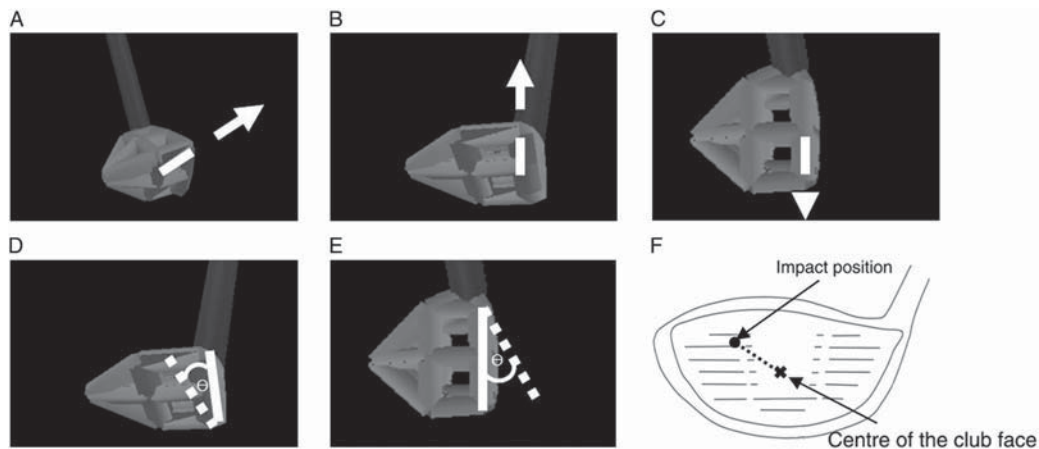 A
B
C
D
E
F
Θ
Θ
Impact position
Centre of the club face